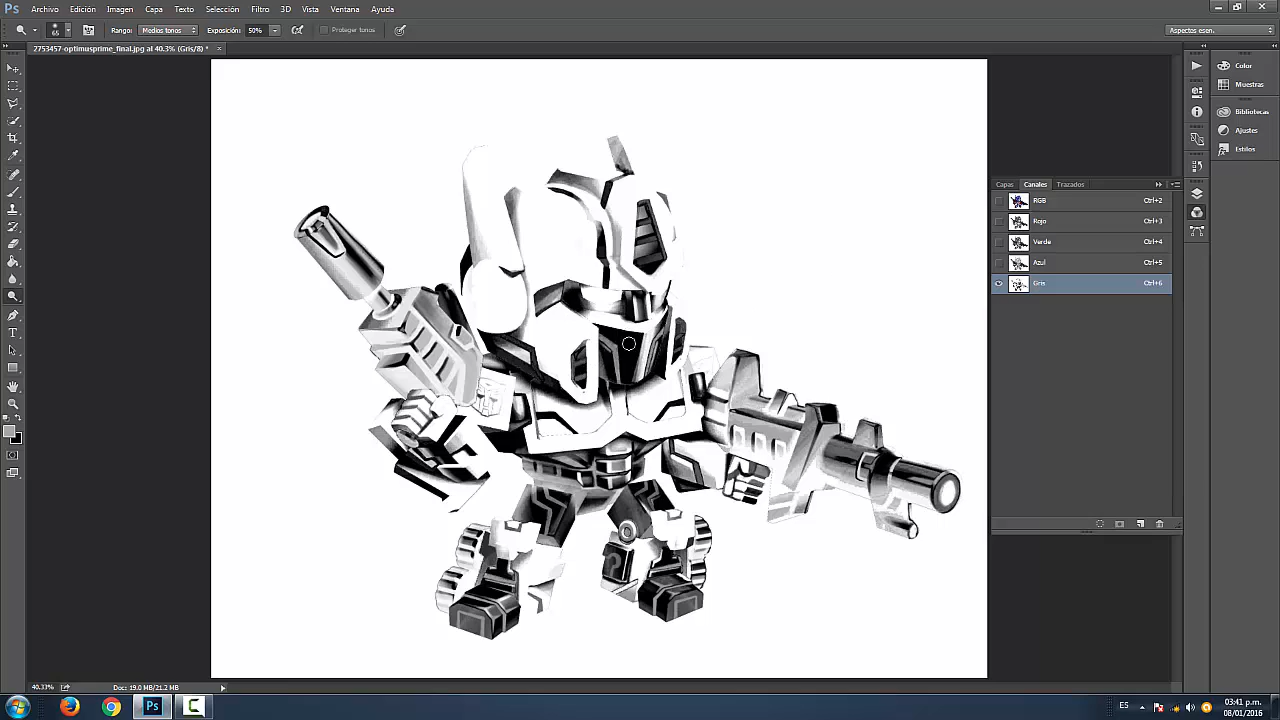 Ps Archivo Edición Imagen Capa Texto Selección Filtro 3D Vista Ventana Ayuda
65 Rango: Medios tonos Exposición: 50% Proteger tonos Aspectos esen.
2753457-optimusprime_final.jpg al 40.3% (Gris/8) * ×
Color
Muestras
Bibliotecas
Ajustes
Estilos
Capas Canales Trazados
RGB Ctrl+2
Rojo Ctrl+3
Verde Ctrl+4
Azul Ctrl+5
Gris Ctrl+6
40.33% Doc: 19.0 MB/21.2 MB
Ps ES 03:41 p.m.
08/01/2016